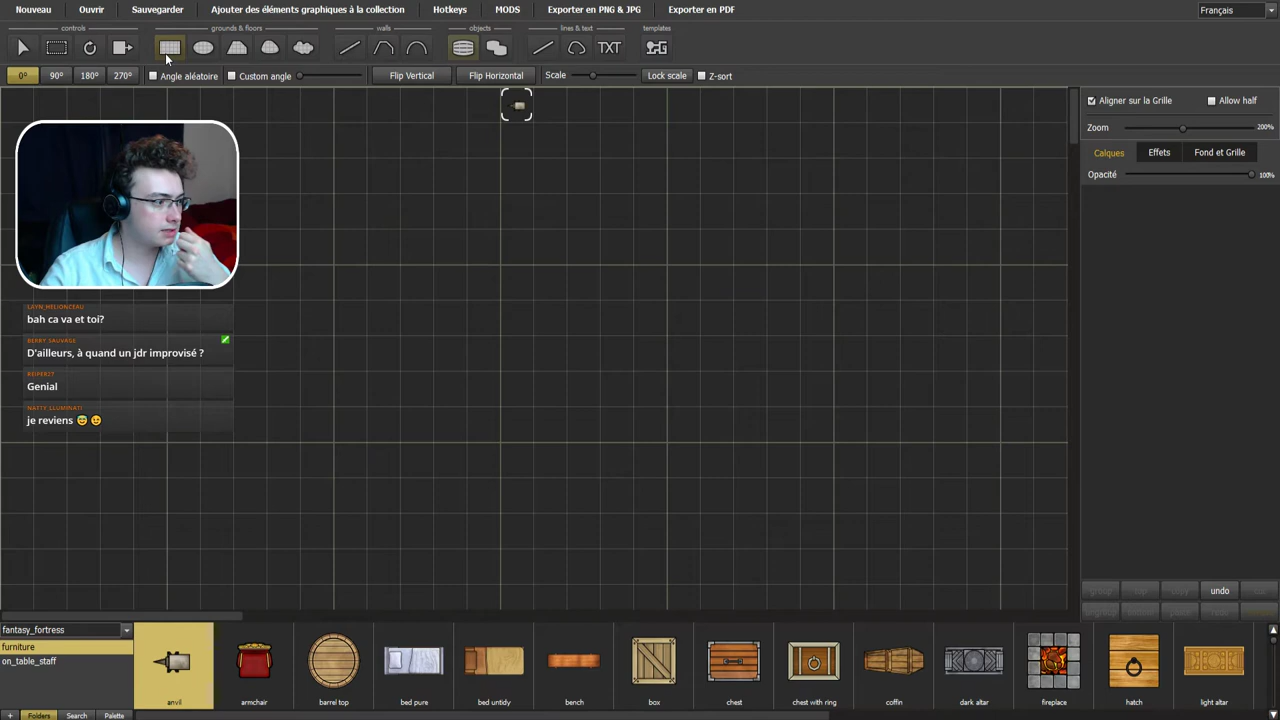 Nouveau Ouvrir Sauvegarder Ajouter des éléments graphiques à la collection Hotkeys MODS Exporter en PNG & JPG Exporter en PDF Français
controls grounds & floors walls objects lines & text templates
TXT
0° 90° 180° 270° Angle aléatoire Custom angle Flip Vertical Flip Horizontal Scale Lock scale Z-sort
Aligner sur la Grille Allow half
Zoom 200%
Calques Effets Fond et Grille
Opacité 100%
LAYN_HELIONCEAU
bah ca va et toi?
BERRY_SAUVAGE
D'ailleurs, à quand un jdr improvisé ?
Genial
je reviens 😅 😉
undo
fantasy_fortress
furniture
on_table_staff
anvil armchair barrel top bed pure bed untidy bench box chest chest with ring coffin dark altar fireplace hatch light altar
+ Folders Search Palette